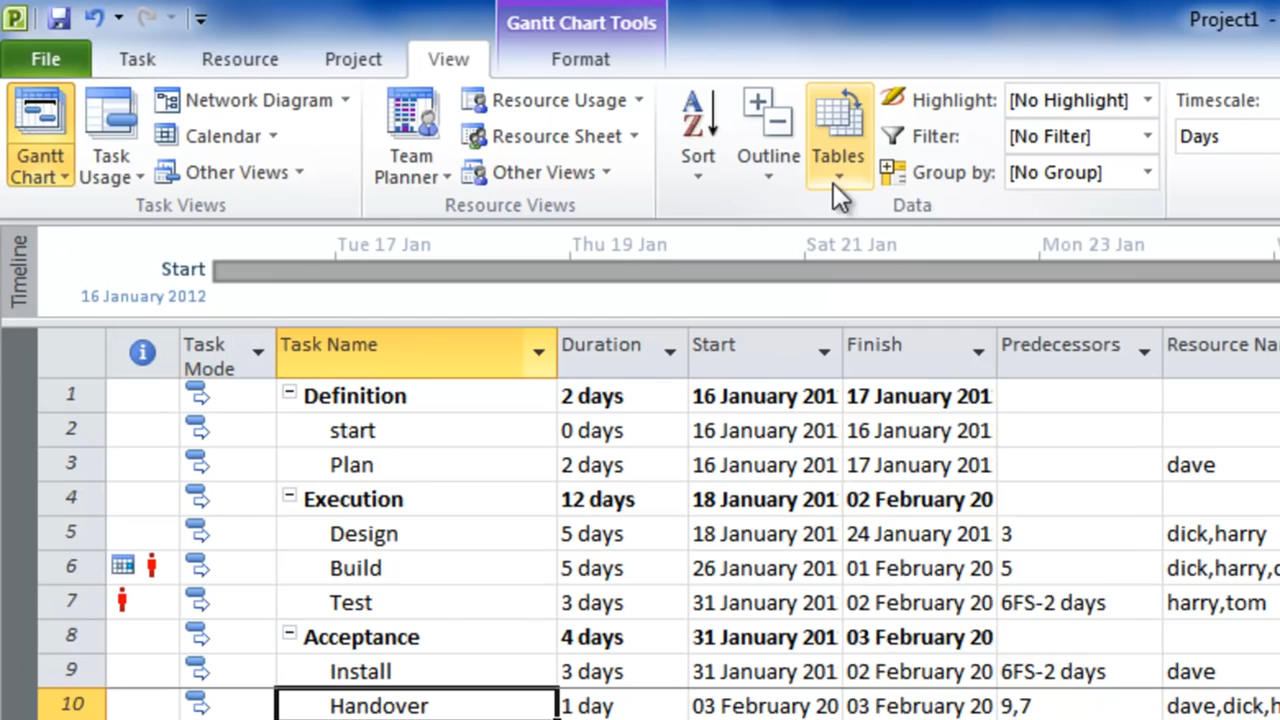 Gantt Chart Tools
Project1 -
File Task Resource Project View Format
Gantt Chart
Task Usage
Network Diagram
Calendar
Other Views
Task Views
Team Planner
Resource Usage
Resource Sheet
Other Views
Resource Views
Sort
Outline
Tables
Highlight: [No Highlight]
Filter: [No Filter]
Group by: [No Group]
Data
Timescale:
Days
Timeline
Tue 17 Jan Thu 19 Jan Sat 21 Jan Mon 23 Jan
Start
16 January 2012
Task Mode Task Name Duration Start Finish Predecessors Resource Na
1 Definition 2 days 16 January 201 17 January 201
2 start 0 days 16 January 201 16 January 201
3 Plan 2 days 16 January 201 17 January 201 dave
4 Execution 12 days 18 January 201 02 February 20
5 Design 5 days 18 January 201 24 January 201 3 dick,harry
6 Build 5 days 26 January 201 01 February 20 5 dick,harry,
7 Test 3 days 31 January 201 02 February 20 6FS-2 days harry,tom
8 Acceptance 4 days 31 January 201 03 February 20
9 Install 3 days 31 January 201 02 February 20 6FS-2 days dave
10 Handover 1 day 03 February 20 03 February 20 9,7 dave,dick,h